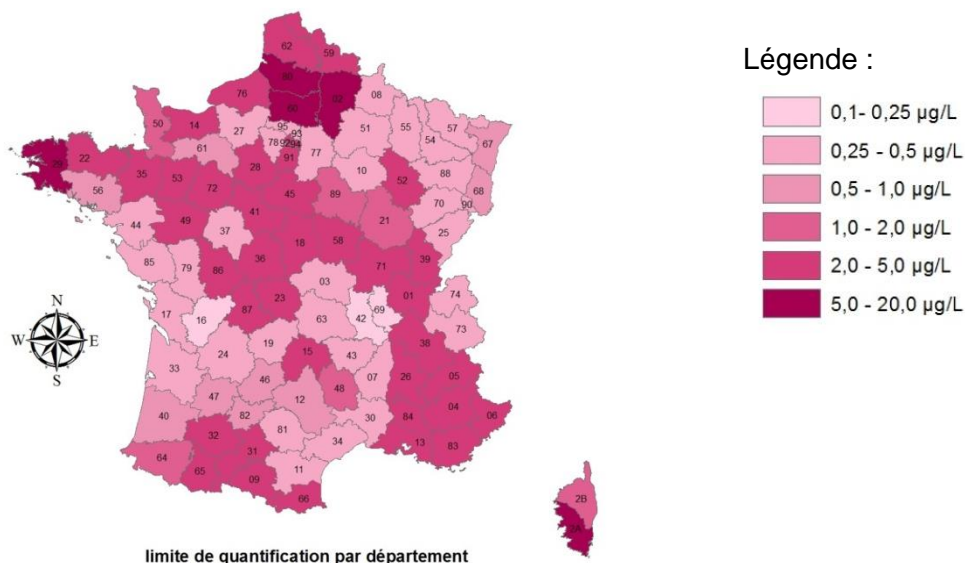 Légende :
0,1- 0,25 µg/L
0,25 - 0,5 µg/L
0,5 - 1,0 µg/L
1,0 - 2,0 µg/L
2,0 - 5,0 µg/L
5,0 - 20,0 µg/L
62 59
80 02
76 60 08
50 14 27 95 93 51 55 57 67
61 78 92 94 77 54
29 22 28 91 10 88
35 53 72 52 68
56 45 89 70 90
41 21
44 49 37 25
18 58
85 79 86 36 71 39
03
17 16 87 23 42 69 01 74
63 73
24 19 38
33 15 43
46 48 07 26 05
47 12
40 82 30 84 04 06
32 81 34
64 31 13 83
65 09 11
66
2B
2A
N
W E
S
limite de quantification par département